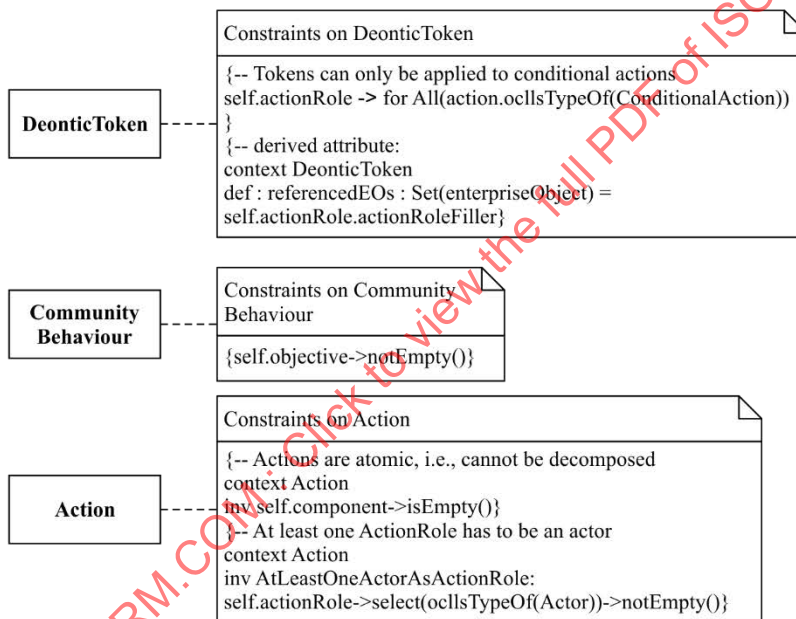 Constraints on DeonticToken
{-- Tokens can only be applied to conditional actions
self.actionRole -> for All(action.ocllsTypeOf(ConditionalAction))
}
{-- derived attribute:
context DeonticToken
def : referencedEOs : Set(enterpriseObject) =
self.actionRole.actionRoleFiller}
DeonticToken
Constraints on Community
Behaviour
{self.objective->notEmpty()}
Community
Behaviour
Constraints on Action
{-- Actions are atomic, i.e., cannot be decomposed
context Action
inv self.component->isEmpty()}
{-- At least one ActionRole has to be an actor
context Action
inv AtLeastOneActorAsActionRole:
self.actionRole->select(ocllsTypeOf(Actor))->notEmpty()}
Action
RM.COM : Click to view the full PDF of ISO